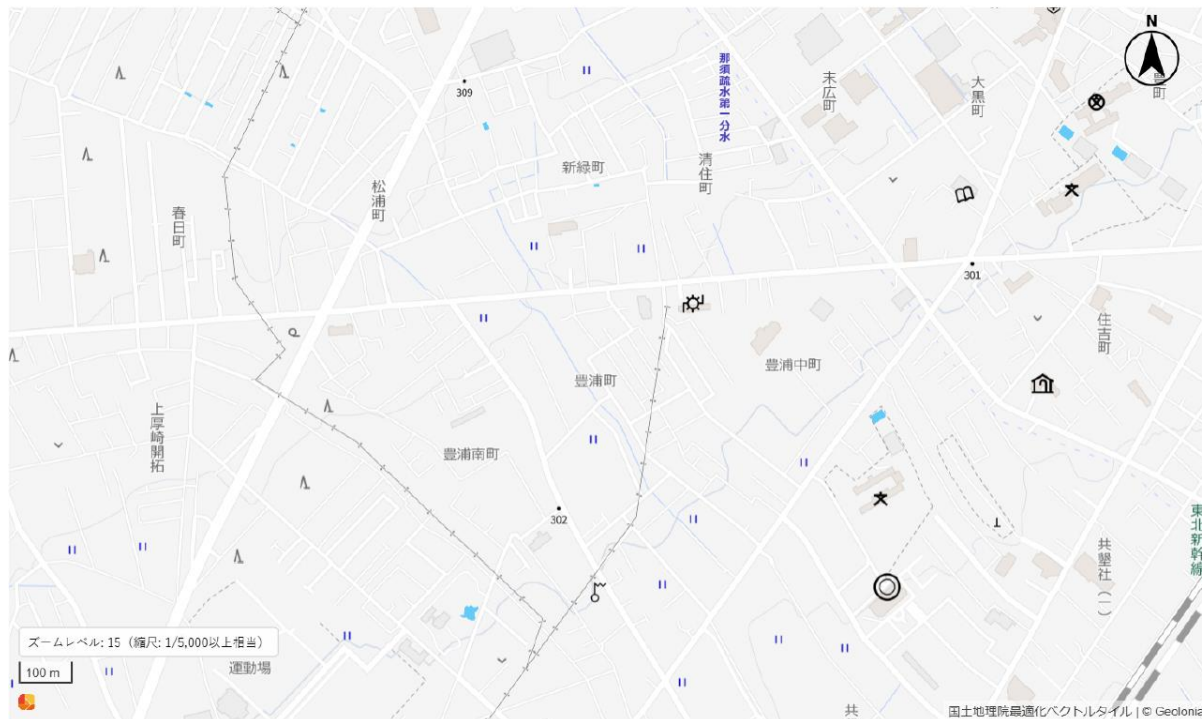 N
豊町
大黒町
末広町
那須疏水第一分水
309
清住町
新緑町
松浦町
春日町
301
住吉町
豊浦中町
豊浦町
上厚崎開拓
豊浦南町
302
東北新幹線
共墾社(一)
ズームレベル: 15(縮尺: 1/5,000以上相当)
100 m
運動場
共
国土地理院最適化ベクトルタイル | © Geolonia